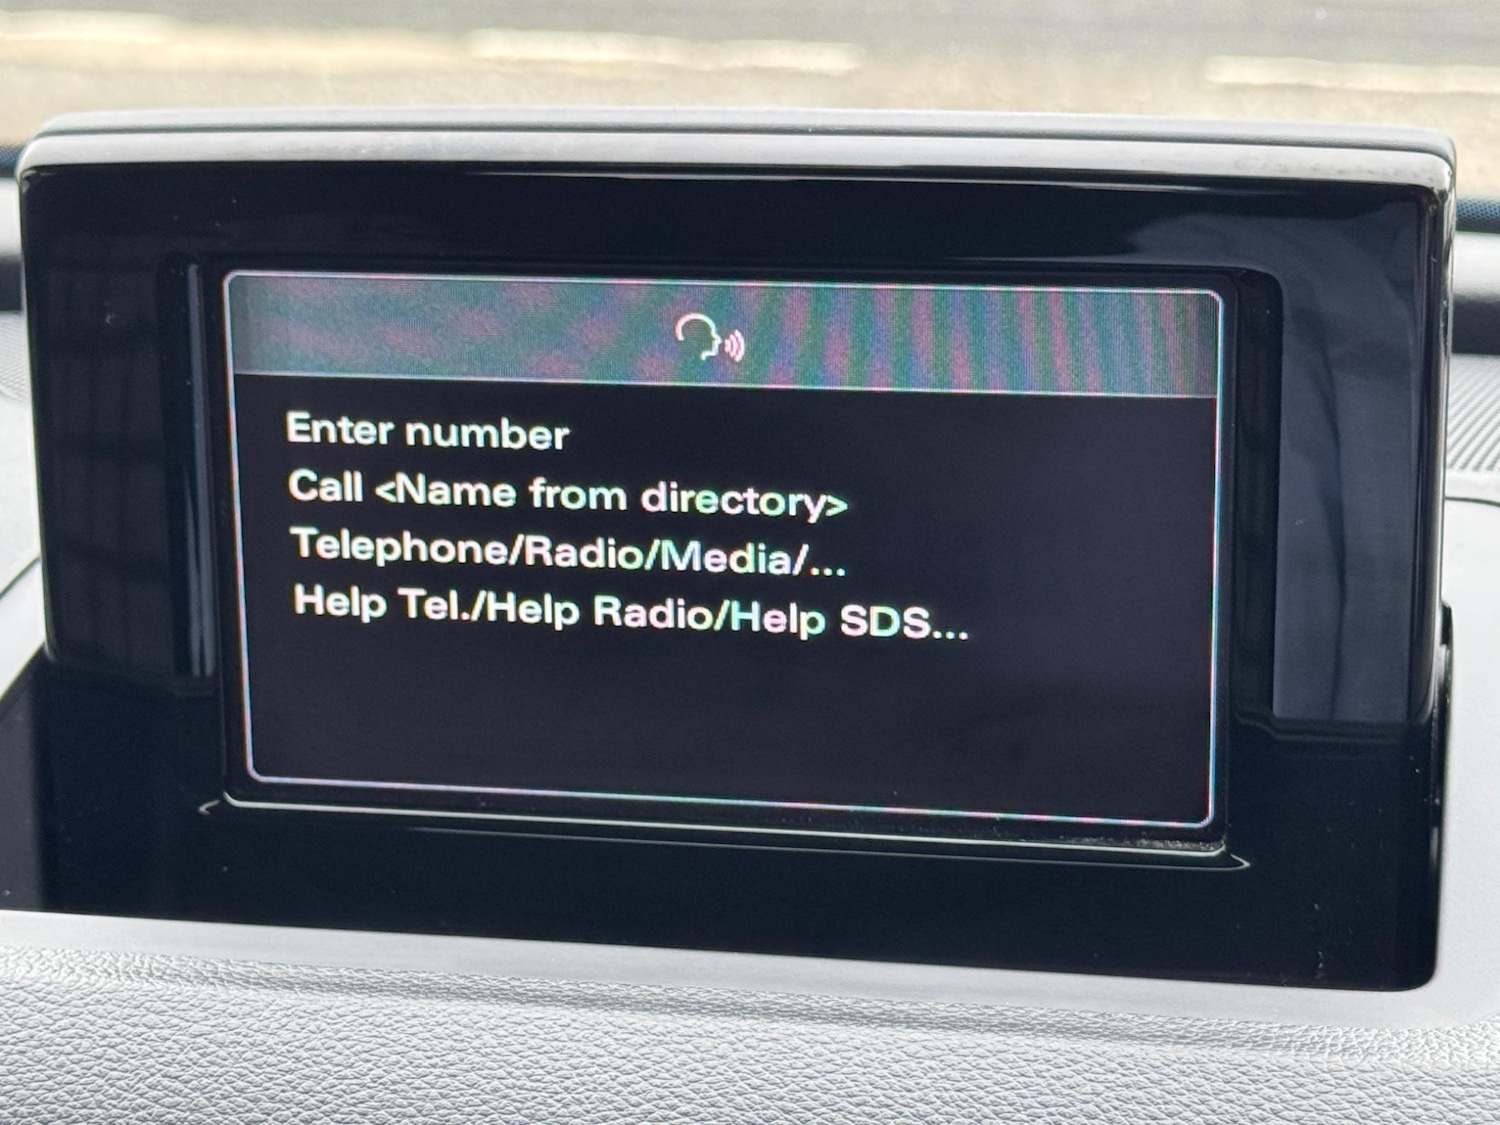 Enter number
Call <Name from directory>
Telephone/Radio/Media/...
Help Tel./Help Radio/Help SDS...